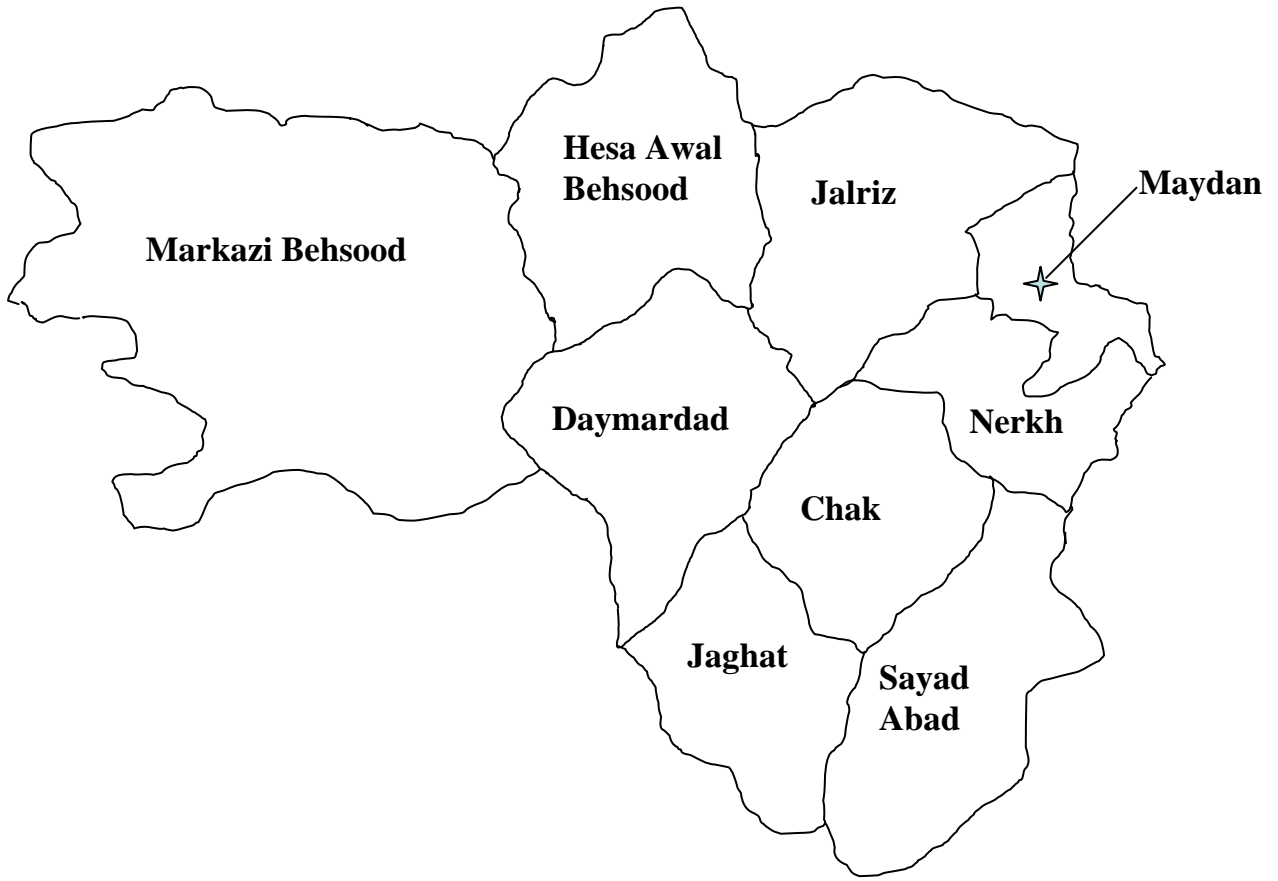 Hesa Awal
Behsood
Jalriz
Maydan
Markazi Behsood
Daymardad
Nerkh
Chak
Jaghat
Sayad
Abad